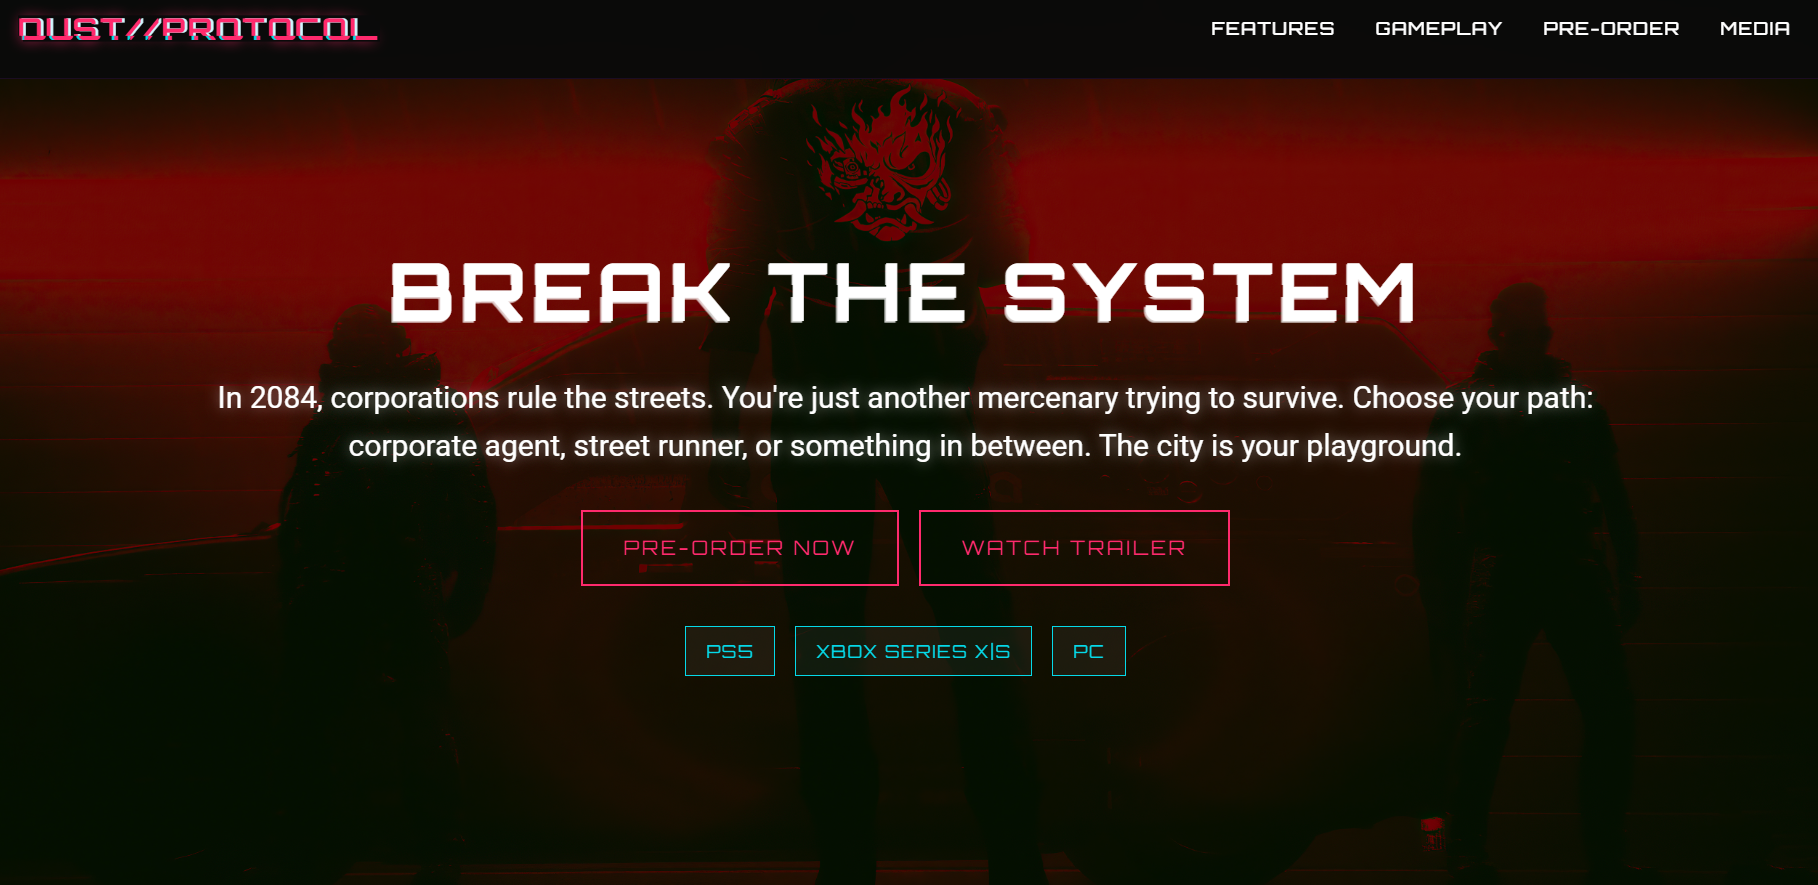 DUST//PROTOCOL
FEATURES
GAMEPLAY
PRE-ORDER
MEDIA
BREAK THE SYSTEM
In 2084, corporations rule the streets. You're just another mercenary trying to survive. Choose your path:
corporate agent, street runner, or something in between. The city is your playground.
PRE-ORDER NOW
WATCH TRAILER
PS5
XBOX SERIES X|S
PC